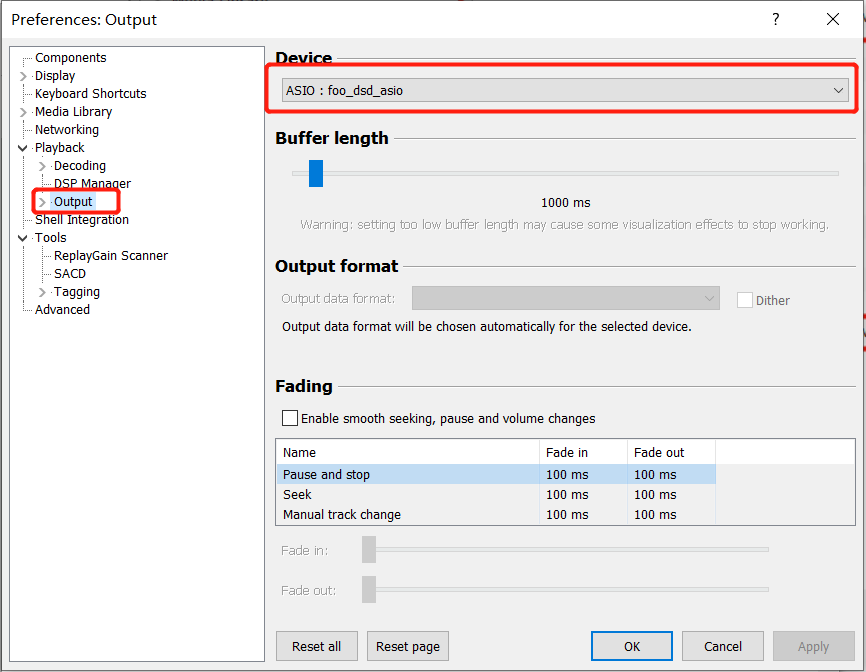 Preferences: Output
?
Components
Display
Keyboard Shortcuts
Media Library
Networking
Playback
Decoding
DSP Manager
Output
Shell Integration
Tools
ReplayGain Scanner
SACD
Tagging
Advanced
Device
ASIO : foo_dsd_asio
Buffer length
1000 ms
Warning: setting too low buffer length may cause some visualization effects to stop working.
Output format
Output data format:
Dither
Output data format will be chosen automatically for the selected device.
Fading
Enable smooth seeking, pause and volume changes
Name Fade in Fade out
Pause and stop 100 ms 100 ms
Seek 100 ms 100 ms
Manual track change 100 ms 100 ms
Fade in:
Fade out:
Reset all Reset page OK Cancel Apply